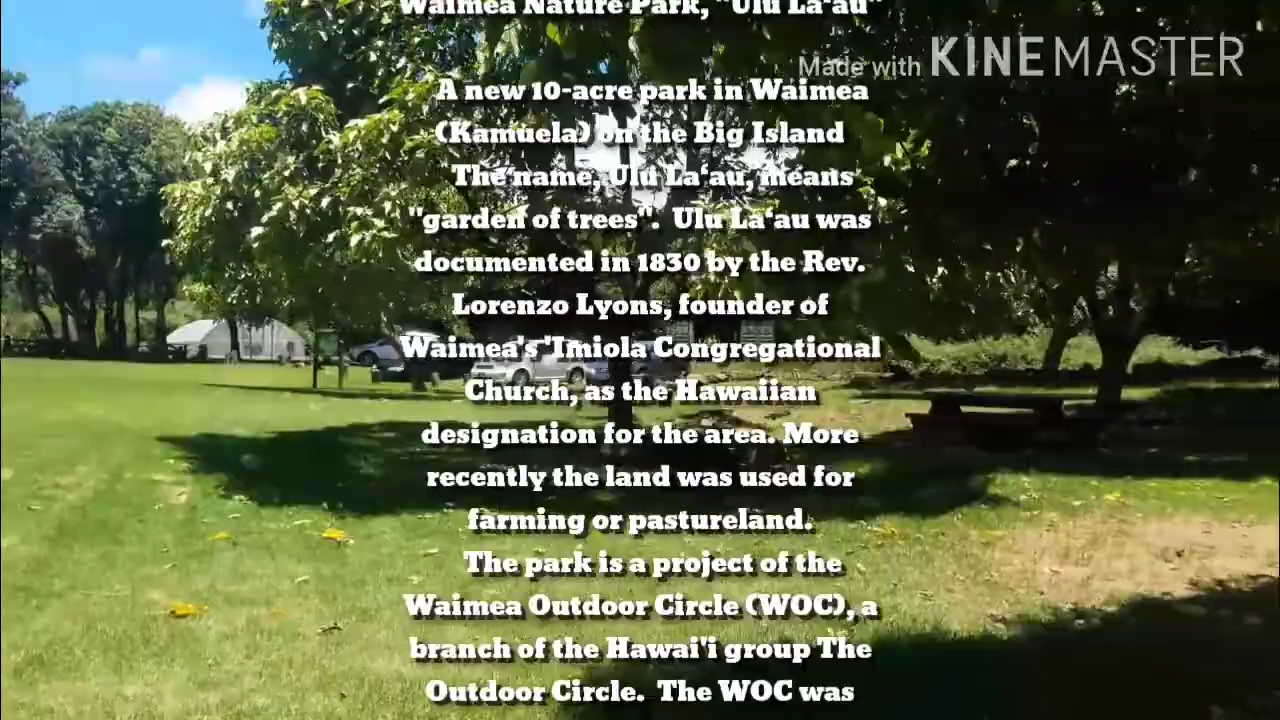 Waimea Nature Park, "Ulu La‘au"
Made with KINEMASTER
A new 10-acre park in Waimea
(Kamuela) on the Big Island
The name, Ulu La‘au, means
"garden of trees".  Ulu La‘au was
documented in 1830 by the Rev.
Lorenzo Lyons, founder of
Waimea's 'Imiola Congregational
Church, as the Hawaiian
designation for the area. More
recently the land was used for
farming or pastureland.
The park is a project of the
Waimea Outdoor Circle (WOC), a
branch of the Hawai'i group The
Outdoor Circle.  The WOC was